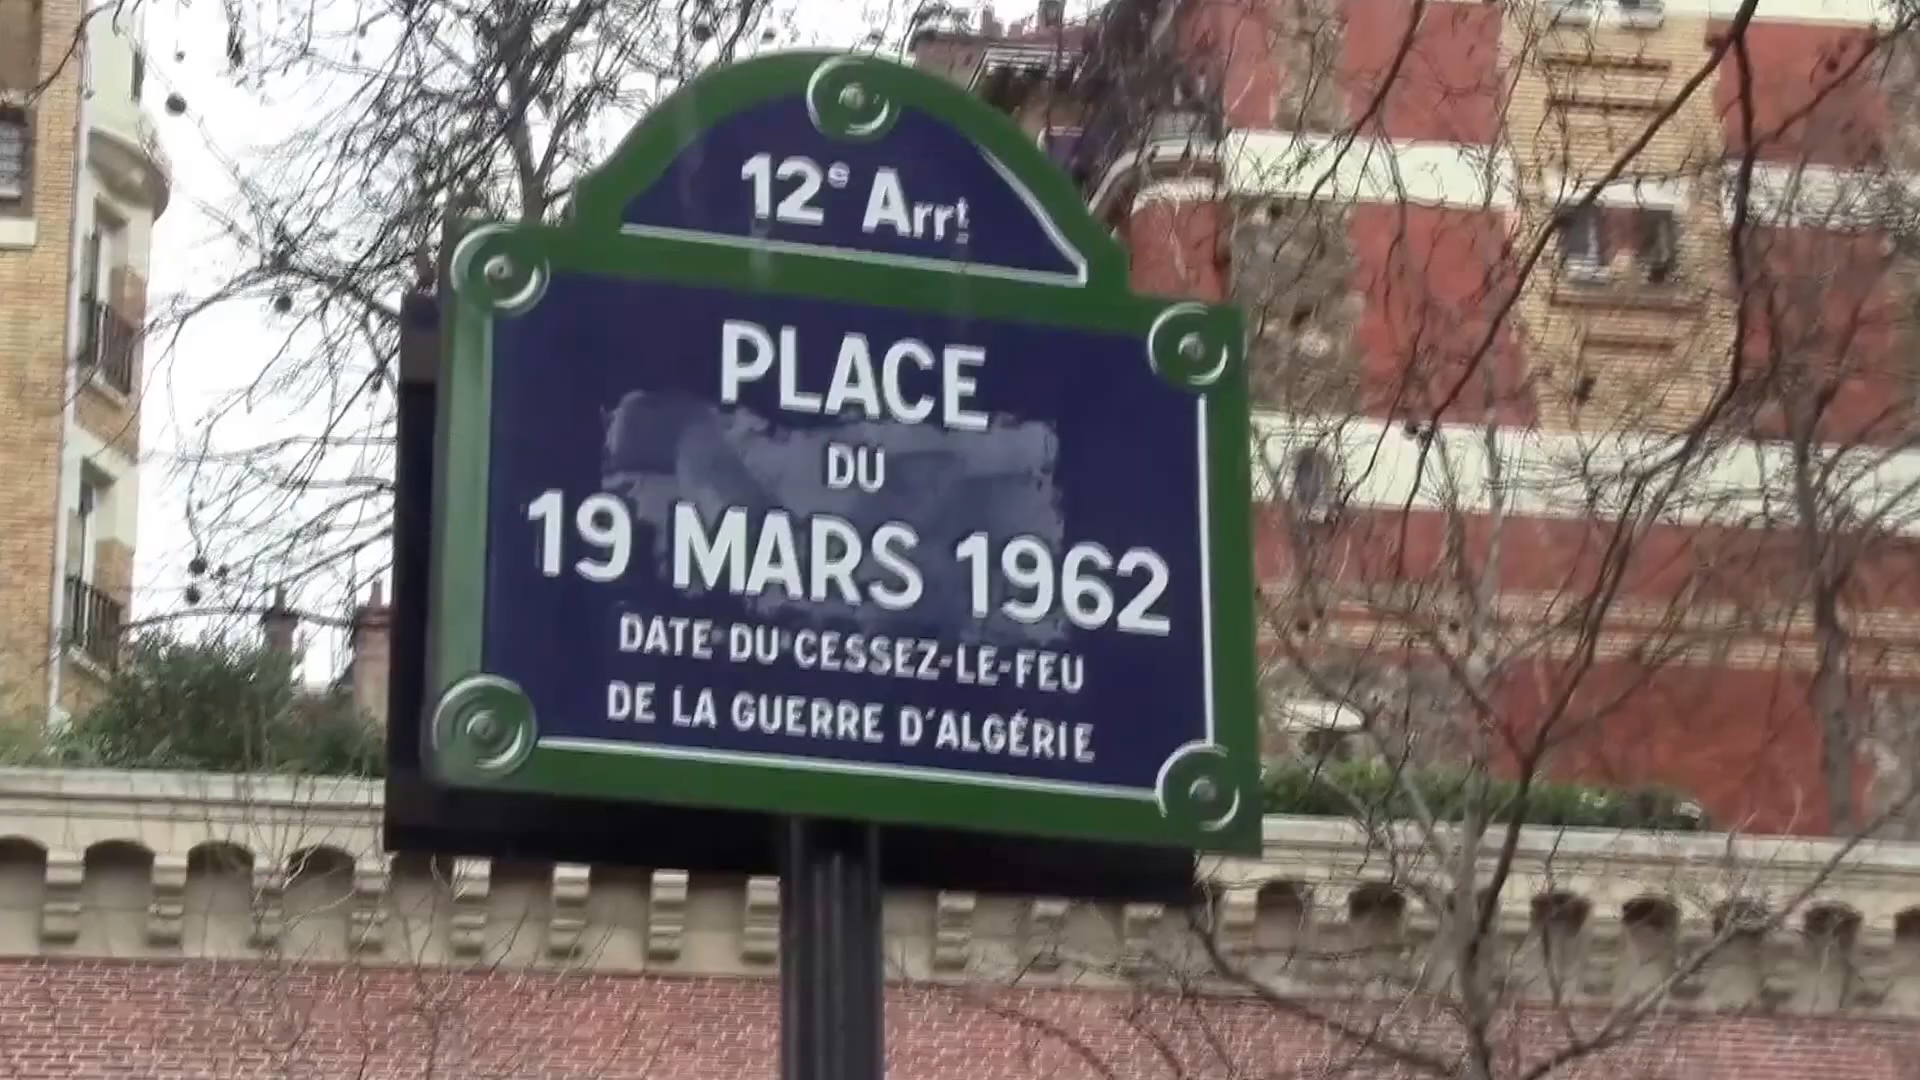 12e Arrt
PLACE
DU
19 MARS 1962
DATE DU CESSEZ-LE-FEU
DE LA GUERRE D'ALGÉRIE